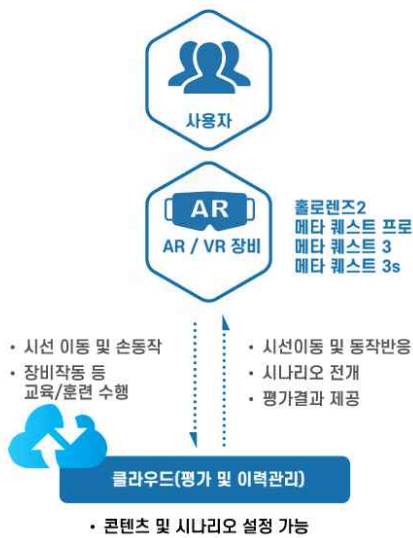 사용자
AR
AR / VR 장비
홀로렌즈2
메타 퀘스트 프로
메타 퀘스트 3
메타 퀘스트 3s
• 시선 이동 및 손동작
• 장비작동 등
교육/훈련 수행
• 시선이동 및 동작반응
• 시나리오 전개
• 평가결과 제공
클라우드(평가 및 이력관리)
• 콘텐츠 및 시나리오 설정 가능